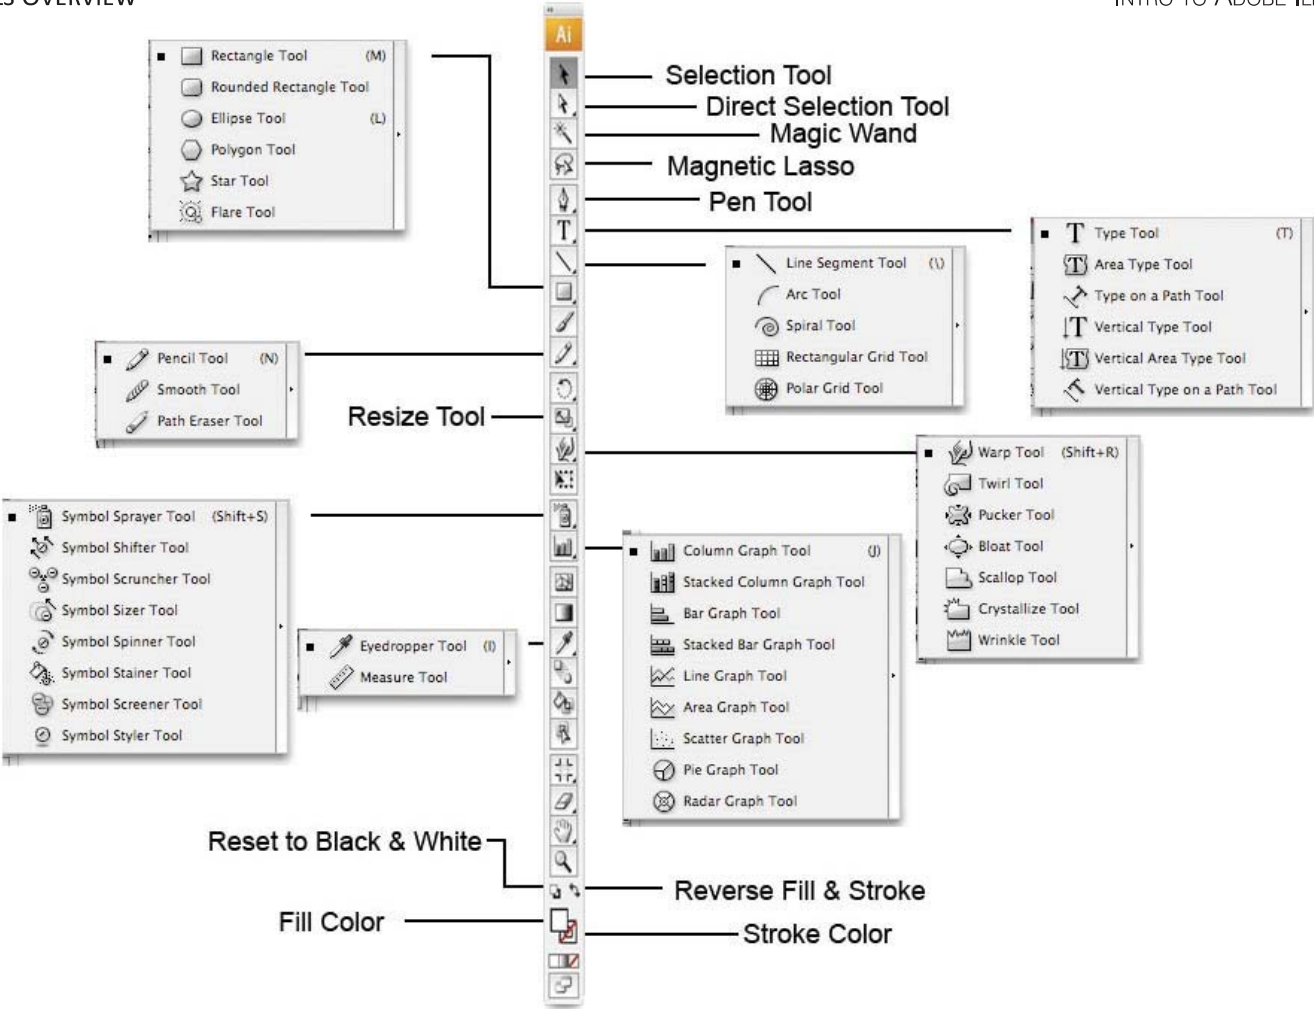 OVERVIEW
INTRO TO ADOBE
Ai
Rectangle Tool (M)
Rounded Rectangle Tool
Ellipse Tool (L)
Polygon Tool
Star Tool
Flare Tool
Selection Tool
Direct Selection Tool
Magic Wand
Magnetic Lasso
Pen Tool
T
Type Tool (T)
Area Type Tool
Type on a Path Tool
Vertical Type Tool
Vertical Area Type Tool
Vertical Type on a Path Tool
Line Segment Tool (\)
Arc Tool
Spiral Tool
Rectangular Grid Tool
Polar Grid Tool
Pencil Tool (N)
Smooth Tool
Path Eraser Tool
Resize Tool
Warp Tool (Shift+R)
Twirl Tool
Pucker Tool
Bloat Tool
Scallop Tool
Crystallize Tool
Wrinkle Tool
Symbol Sprayer Tool (Shift+S)
Symbol Shifter Tool
Symbol Scruncher Tool
Symbol Sizer Tool
Symbol Spinner Tool
Symbol Stainer Tool
Symbol Screener Tool
Symbol Styler Tool
Column Graph Tool (J)
Stacked Column Graph Tool
Bar Graph Tool
Stacked Bar Graph Tool
Line Graph Tool
Area Graph Tool
Scatter Graph Tool
Pie Graph Tool
Radar Graph Tool
Eyedropper Tool (I)
Measure Tool
Reset to Black & White
Reverse Fill & Stroke
Fill Color
Stroke Color